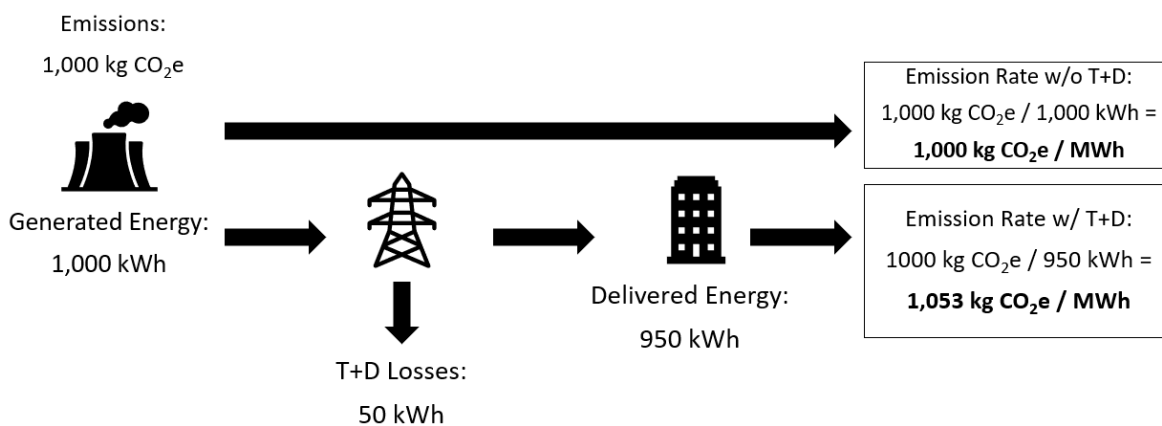 Emissions:
1,000 kg CO₂e
Generated Energy:
1,000 kWh
T+D Losses:
50 kWh
Delivered Energy:
950 kWh
Emission Rate w/o T+D:
1,000 kg CO₂e / 1,000 kWh =
1,000 kg CO₂e / MWh
Emission Rate w/ T+D:
1000 kg CO₂e / 950 kWh =
1,053 kg CO₂e / MWh